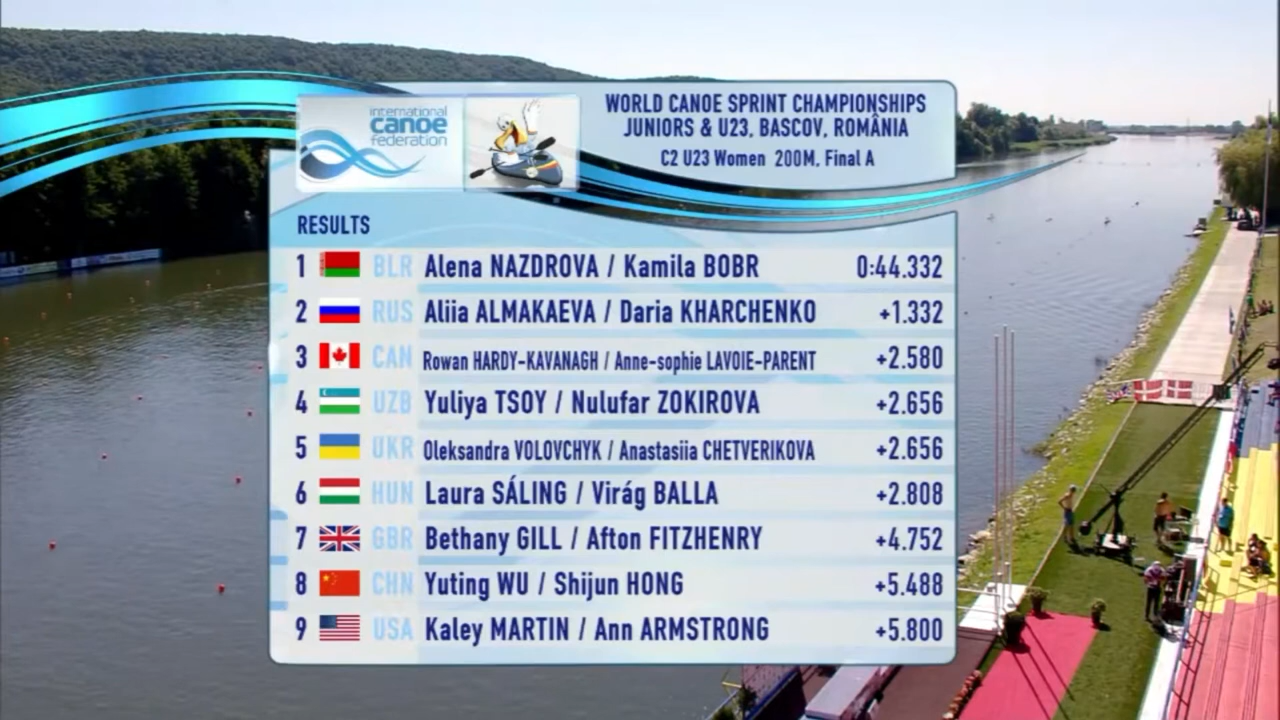 international
canoe
federation
WORLD CANOE SPRINT CHAMPIONSHIPS
JUNIORS & U23, BASCOV, ROMÂNIA
C2 U23 Women 200M, Final A
RESULTS
1 BLR Alena NAZDROVA / Kamila BOBR 0:44.332
2 RUS Aliia ALMAKAEVA / Daria KHARCHENKO +1.332
3 CAN Rowan HARDY-KAVANAGH / Anne-sophie LAVOIE-PARENT +2.580
4 UZB Yuliya TSOY / Nulufar ZOKIROVA +2.656
5 UKR Oleksandra VOLOVCHYK / Anastasiia CHETVERIKOVA +2.656
6 HUN Laura SÁLING / Virág BALLA +2.808
7 GBR Bethany GILL / Afton FITZHENRY +4.752
8 CHN Yuting WU / Shijun HONG +5.488
9 USA Kaley MARTIN / Ann ARMSTRONG +5.800